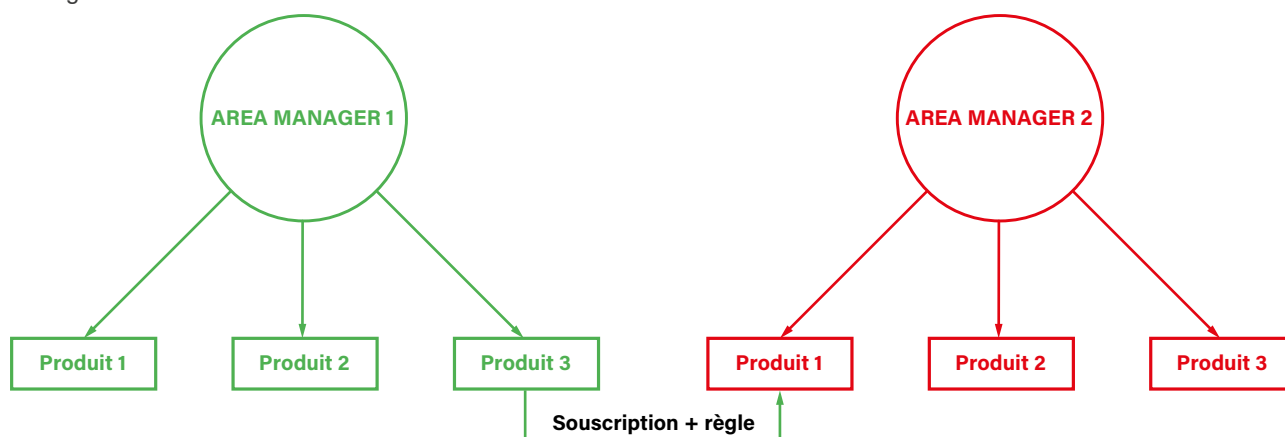 AREA MANAGER 1
AREA MANAGER 2
Produit 1
Produit 2
Produit 3
Produit 1
Produit 2
Produit 3
Souscription + règle